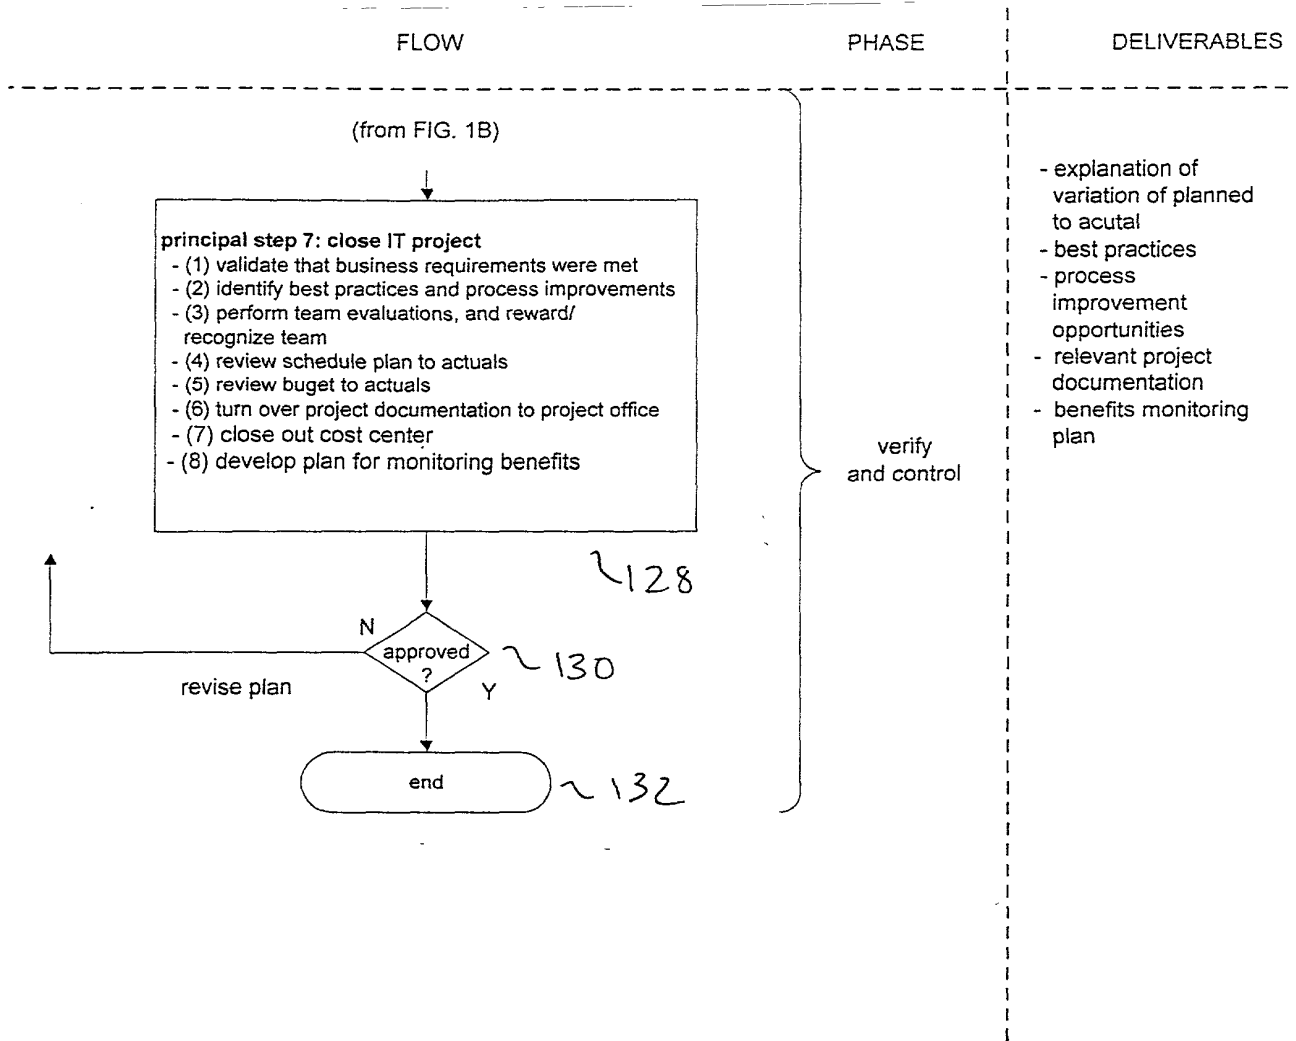 FLOW
PHASE
DELIVERABLES
(from FIG. 1B)
principal step 7: close IT project
- (1) validate that business requirements were met
- (2) identify best practices and process improvements
- (3) perform team evaluations, and reward/
recognize team
- (4) review schedule plan to actuals
- (5) review buget to actuals
- (6) turn over project documentation to project office
- (7) close out cost center
- (8) develop plan for monitoring benefits
128
N
approved
?
130
Y
revise plan
end
132
verify
and control
- explanation of
variation of planned
to acutal
- best practices
- process
improvement
opportunities
- relevant project
documentation
- benefits monitoring
plan